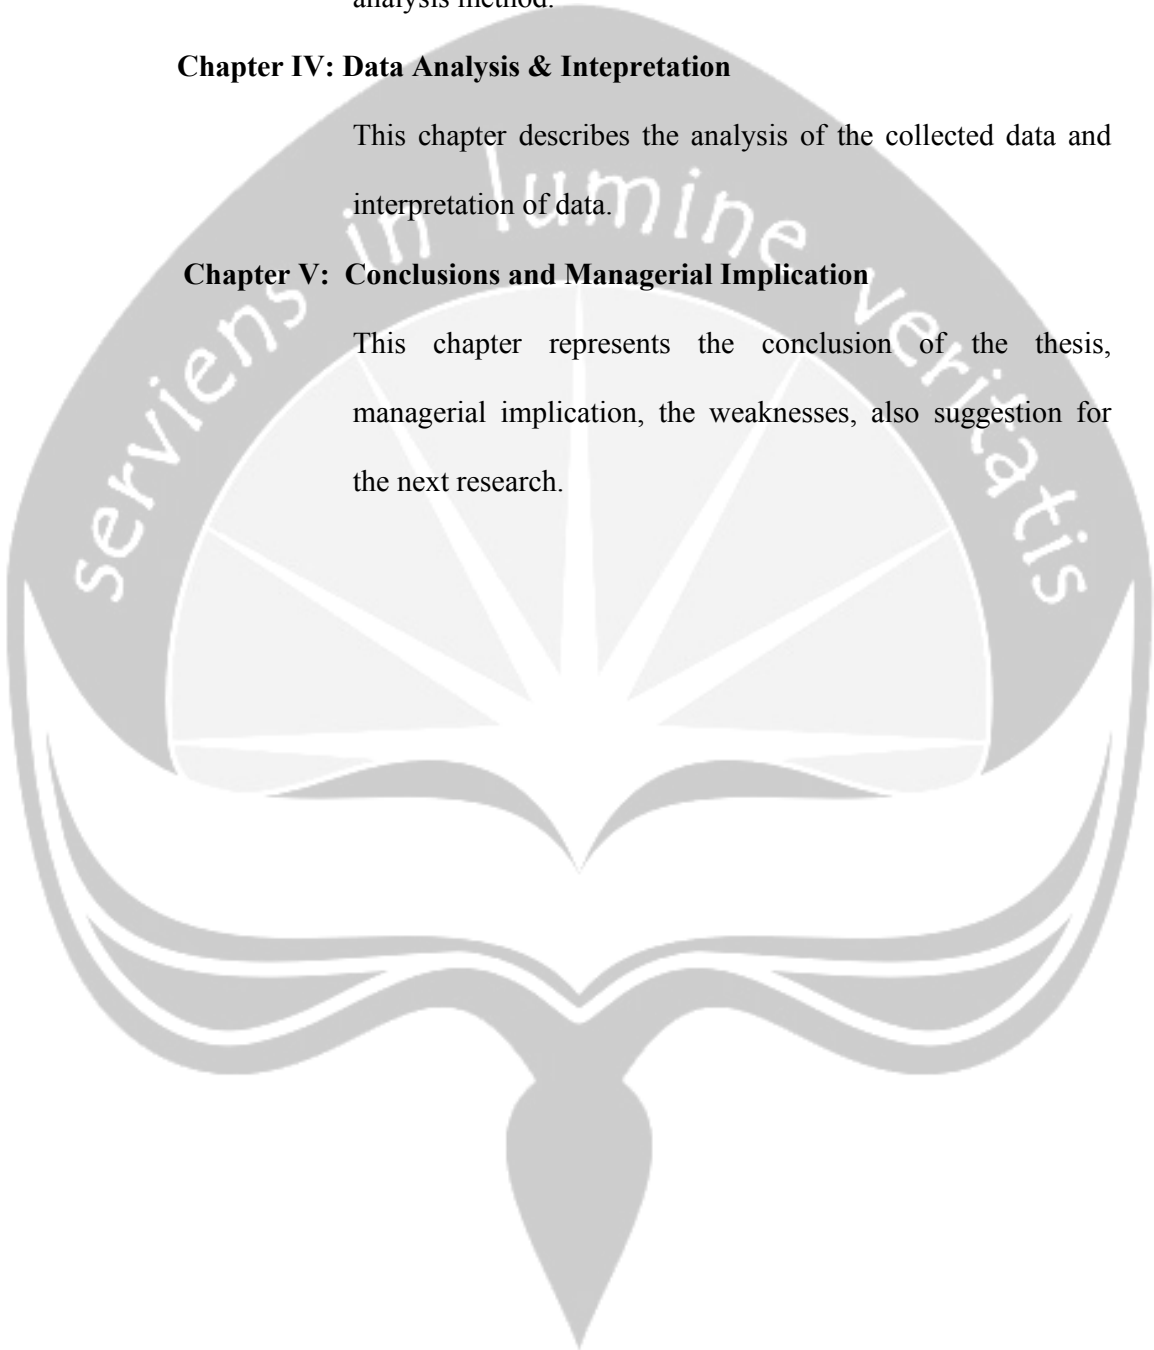 analysis method.
Chapter IV: Data Analysis & Intepretation
This chapter describes the analysis of the collected data and
interpretation of data.
Chapter V: Conclusions and Managerial Implication
This chapter represents the conclusion of the thesis,
managerial implication, the weaknesses, also suggestion for
the next research.
serviens in lumine veritatis